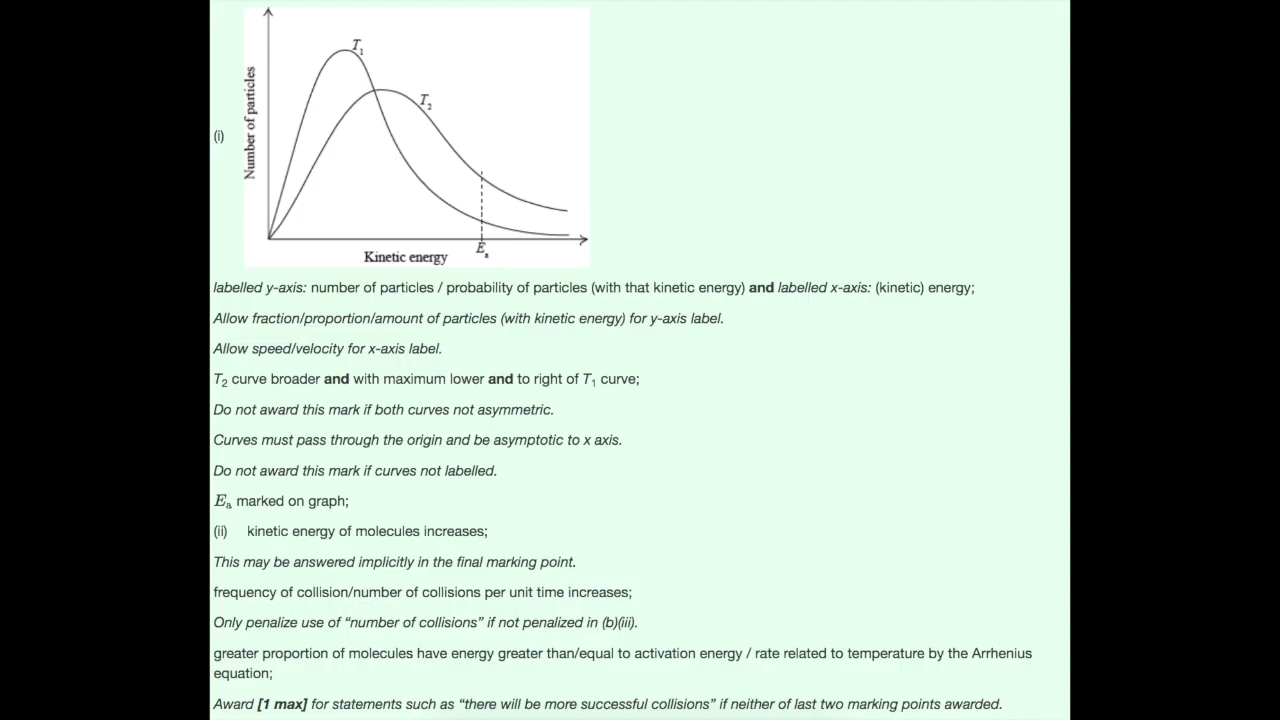 T1
T2
Number of particles
(i)
Ea
Kinetic energy
labelled y-axis: number of particles / probability of particles (with that kinetic energy) and labelled x-axis: (kinetic) energy;
Allow fraction/proportion/amount of particles (with kinetic energy) for y-axis label.
Allow speed/velocity for x-axis label.
T2 curve broader and with maximum lower and to right of T1 curve;
Do not award this mark if both curves not asymmetric.
Curves must pass through the origin and be asymptotic to x axis.
Do not award this mark if curves not labelled.
Ea marked on graph;
(ii) kinetic energy of molecules increases;
This may be answered implicitly in the final marking point.
frequency of collision/number of collisions per unit time increases;
Only penalize use of “number of collisions” if not penalized in (b)(iii).
greater proportion of molecules have energy greater than/equal to activation energy / rate related to temperature by the Arrhenius
equation;
Award [1 max] for statements such as “there will be more successful collisions” if neither of last two marking points awarded.